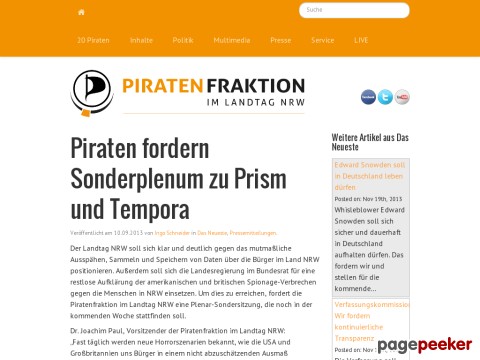 Suche
20 Piraten Inhalte Politik Multimedia Presse Service LIVE
PIRATENFRAKTION
IM LANDTAG NRW
Piraten fordern
Sonderplenum zu Prism
und Tempora
Veröffentlicht am 10.09.2013 von Ingo Schneider in Das Neueste, Pressemitteilungen.
Der Landtag NRW soll sich klar und deutlich gegen das mutmaßliche
Ausspähen, Sammeln und Speichern von Daten über die Bürger im Land NRW
positionieren. Außerdem soll sich die Landesregierung im Bundesrat für eine
restlose Aufklärung der amerikanischen und britischen Spionage-Verbrechen
gegen die Menschen in NRW einsetzen. Um dies zu erreichen, fordert die
Piratenfraktion im Landtag NRW eine Plenar-Sondersitzung, die noch in der
kommenden Woche stattfinden soll.
Dr. Joachim Paul, Vorsitzender der Piratenfraktion im Landtag NRW:
„Fast täglich werden neue Horrorszenarien bekannt, wie die USA und
Großbritannien uns Bürger in einem nicht abzuschätzenden Ausmaß
Weitere Artikel aus Das
Neueste
Edward Snowden soll
in Deutschland leben
dürfen
Posted on: Nov 19th, 2013
Whisleblower Edward
Snowden soll sich
sicher und dauerhaft
in Deutschland
aufhalten dürfen. Das
fordern wir und
stellen für die
kommende...
Verfassungskommission:
Wir fordern
kontinuierliche
Transparenz
pagepeeker